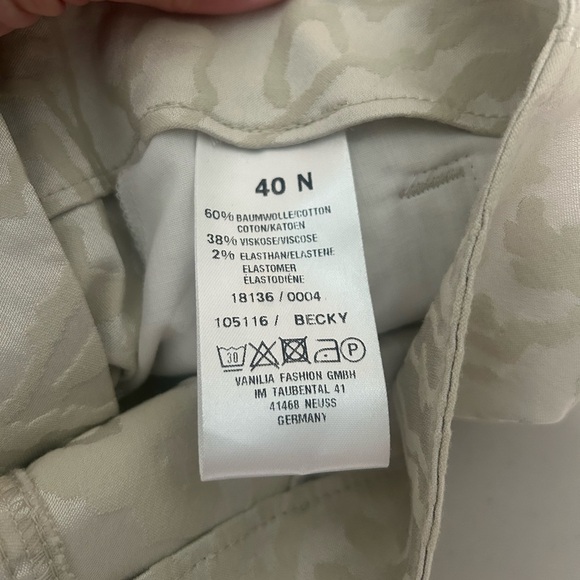 40 N
60% BAUMWOLLE/COTTON
COTON/KATOEN
38% VISKOSE/VISCOSE
2% ELASTHAN/ELASTENE
ELASTOMER
ELASTODIÈNE
18136 / 0004
105116 / BECKY
30 P
VANILIA FASHION GMBH
IM TAUBENTAL 41
41468 NEUSS
GERMANY